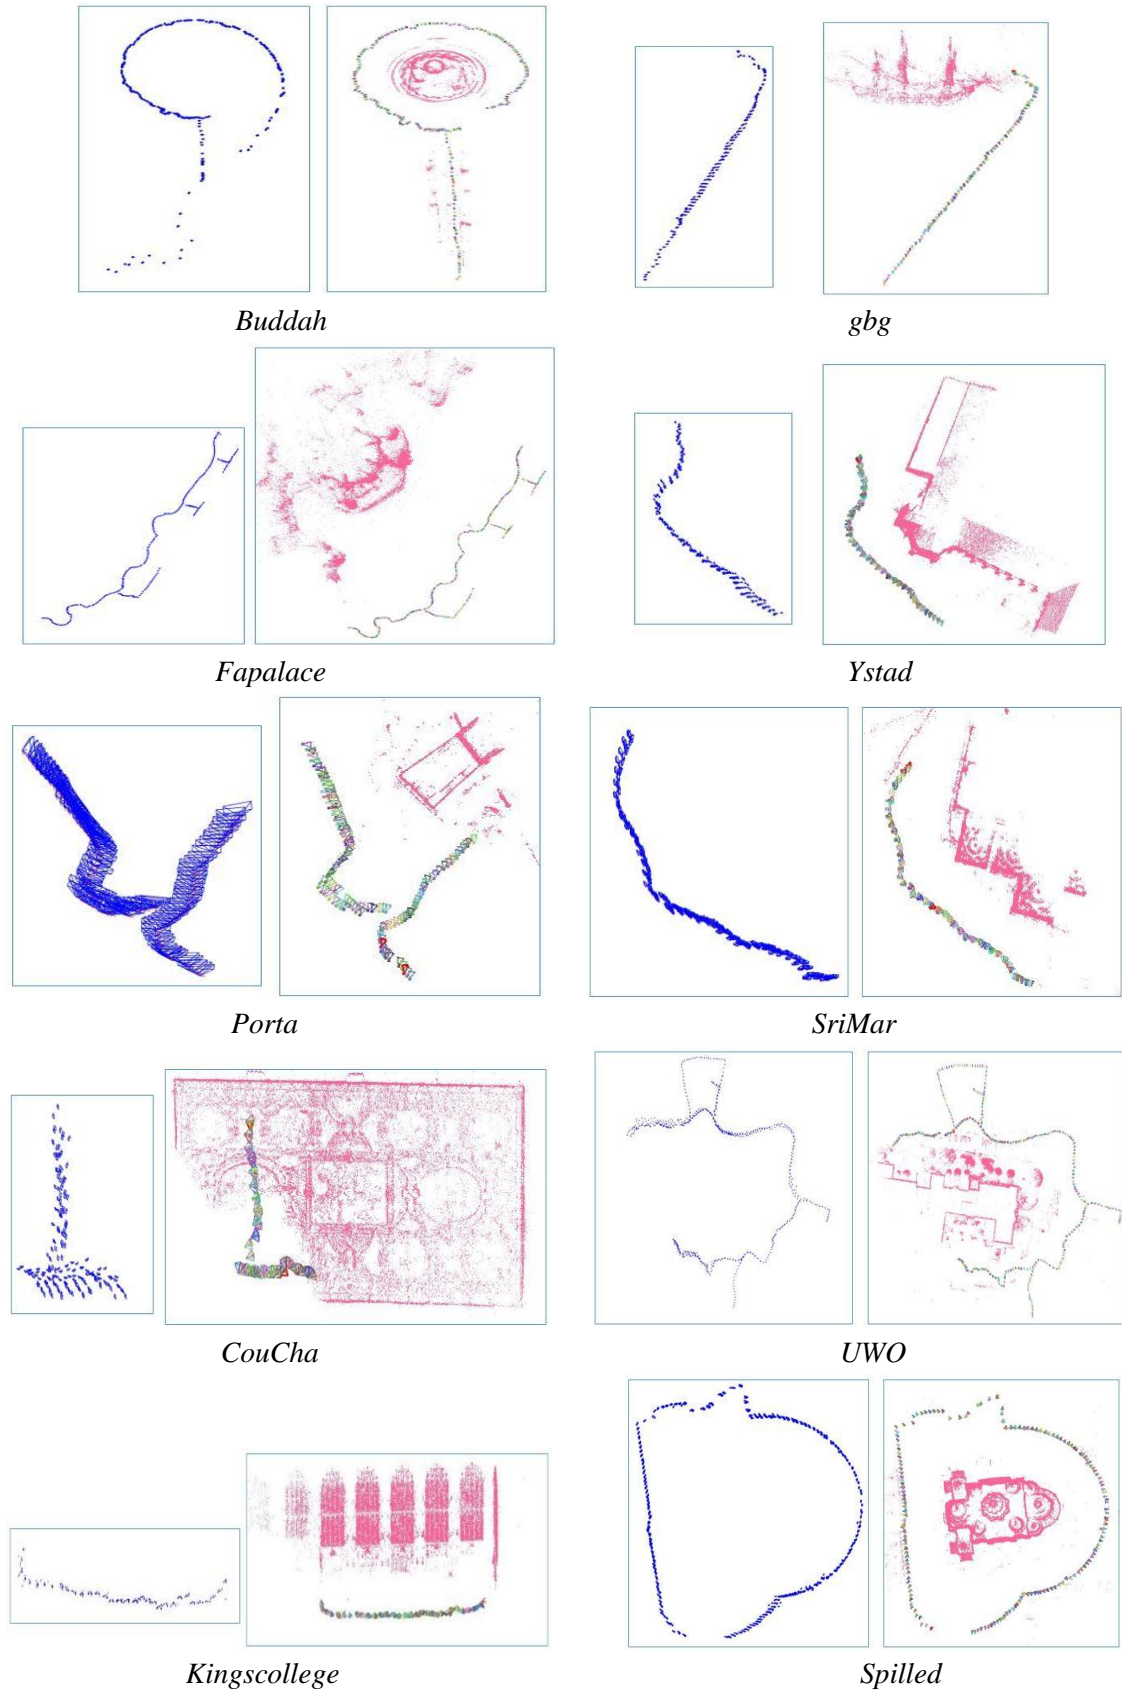 Buddah
gbg
Fapalace
Ystad
Porta
SriMar
CouCha
UWO
Kingscollege
Spilled